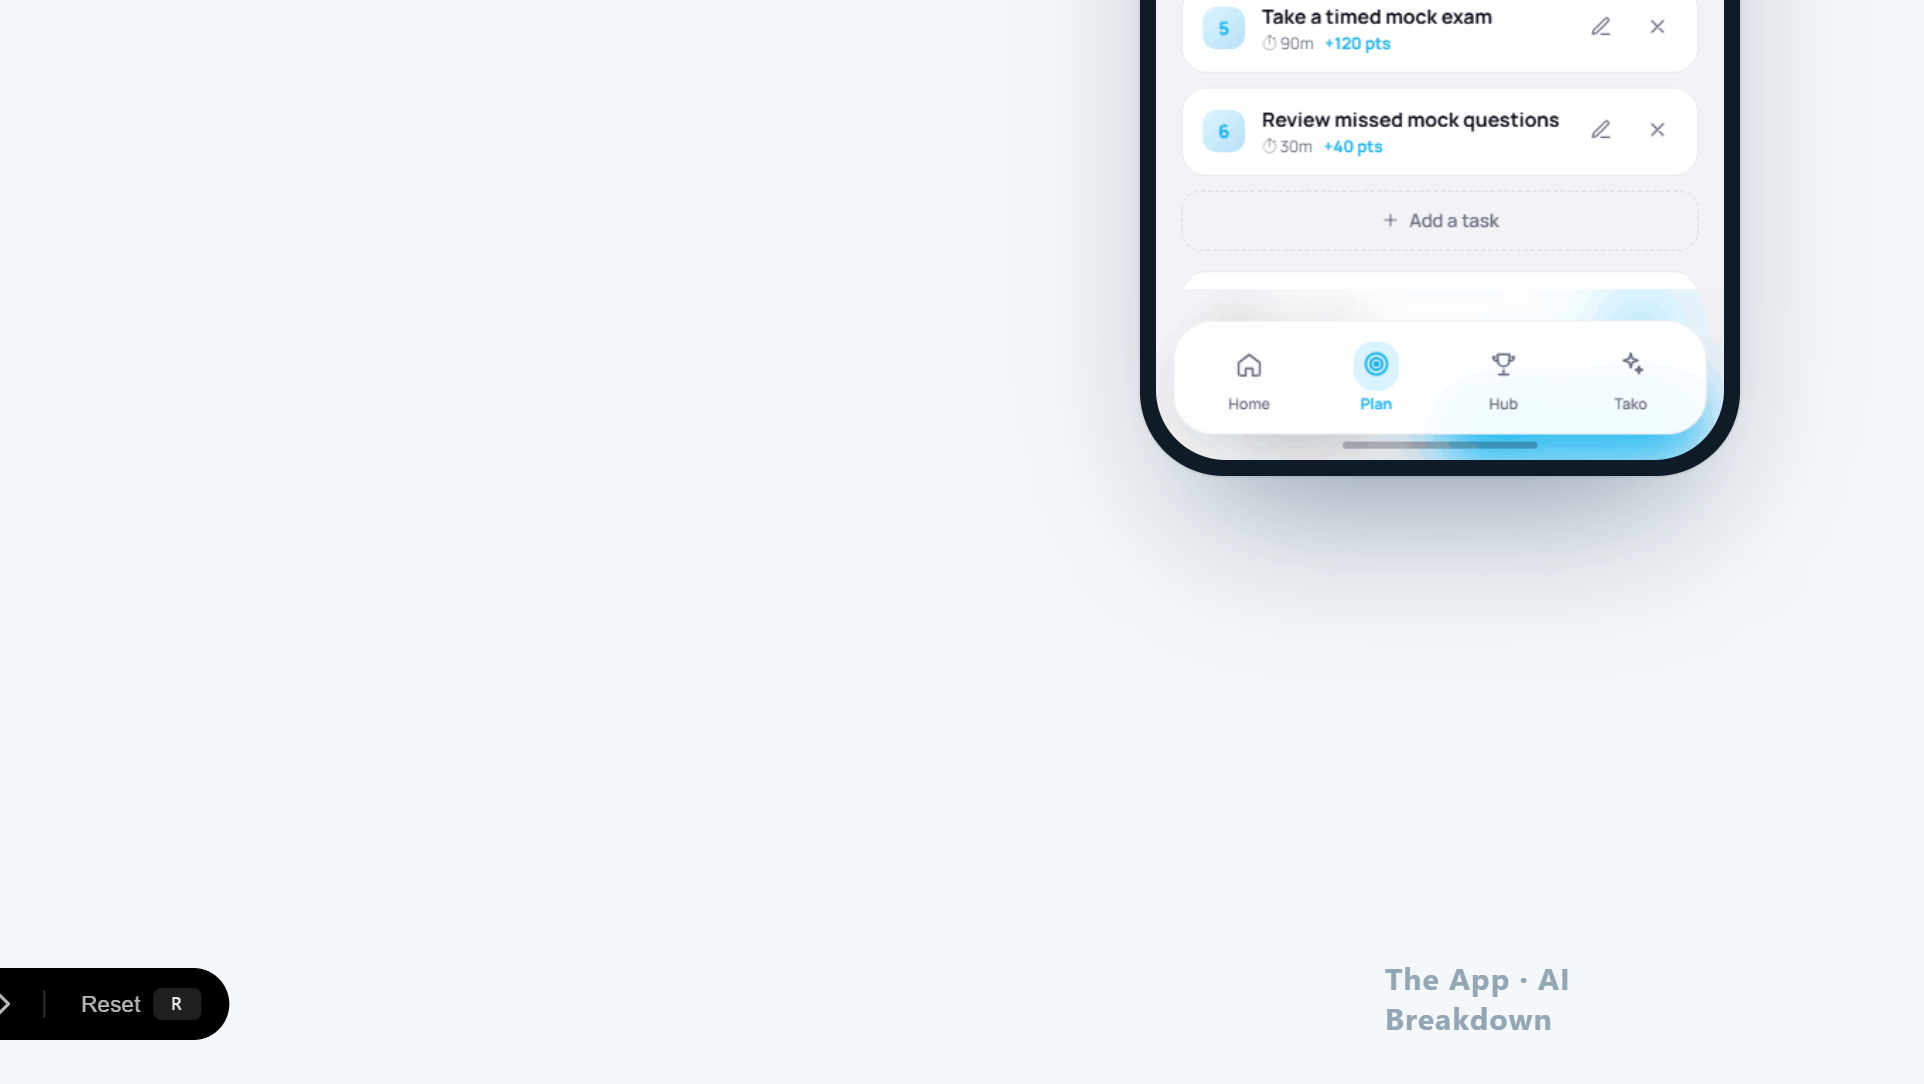 5
Take a timed mock exam
90m +120 pts
6
Review missed mock questions
30m +40 pts
+ Add a task
Home
Plan
Hub
Tako
Reset R
The App · AI
Breakdown